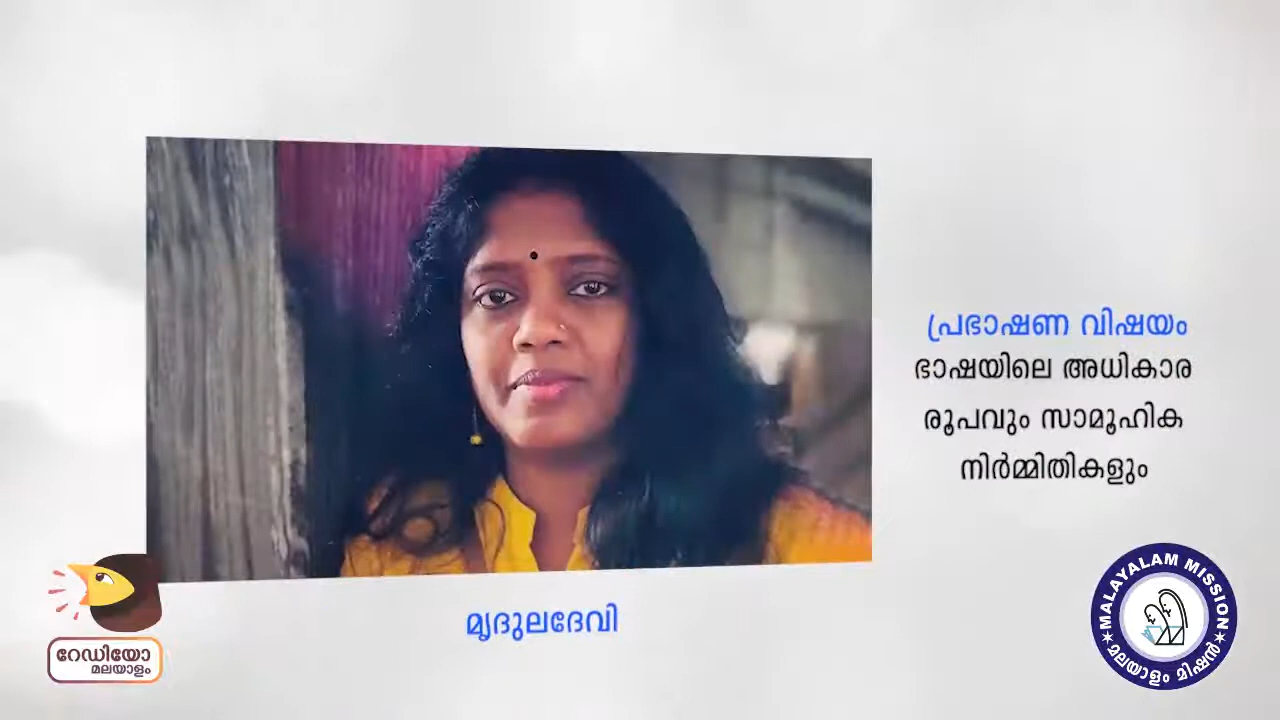 പ്രഭാഷണ വിഷയം
ഭാഷയിലെ അധികാര
രൂപവും സാമൂഹിക
നിർമ്മിതികളും
മൃദുലദേവി
റേഡിയോ
മലയാളം
MALAYALAM MISSION
മലയാളം മിഷൻ